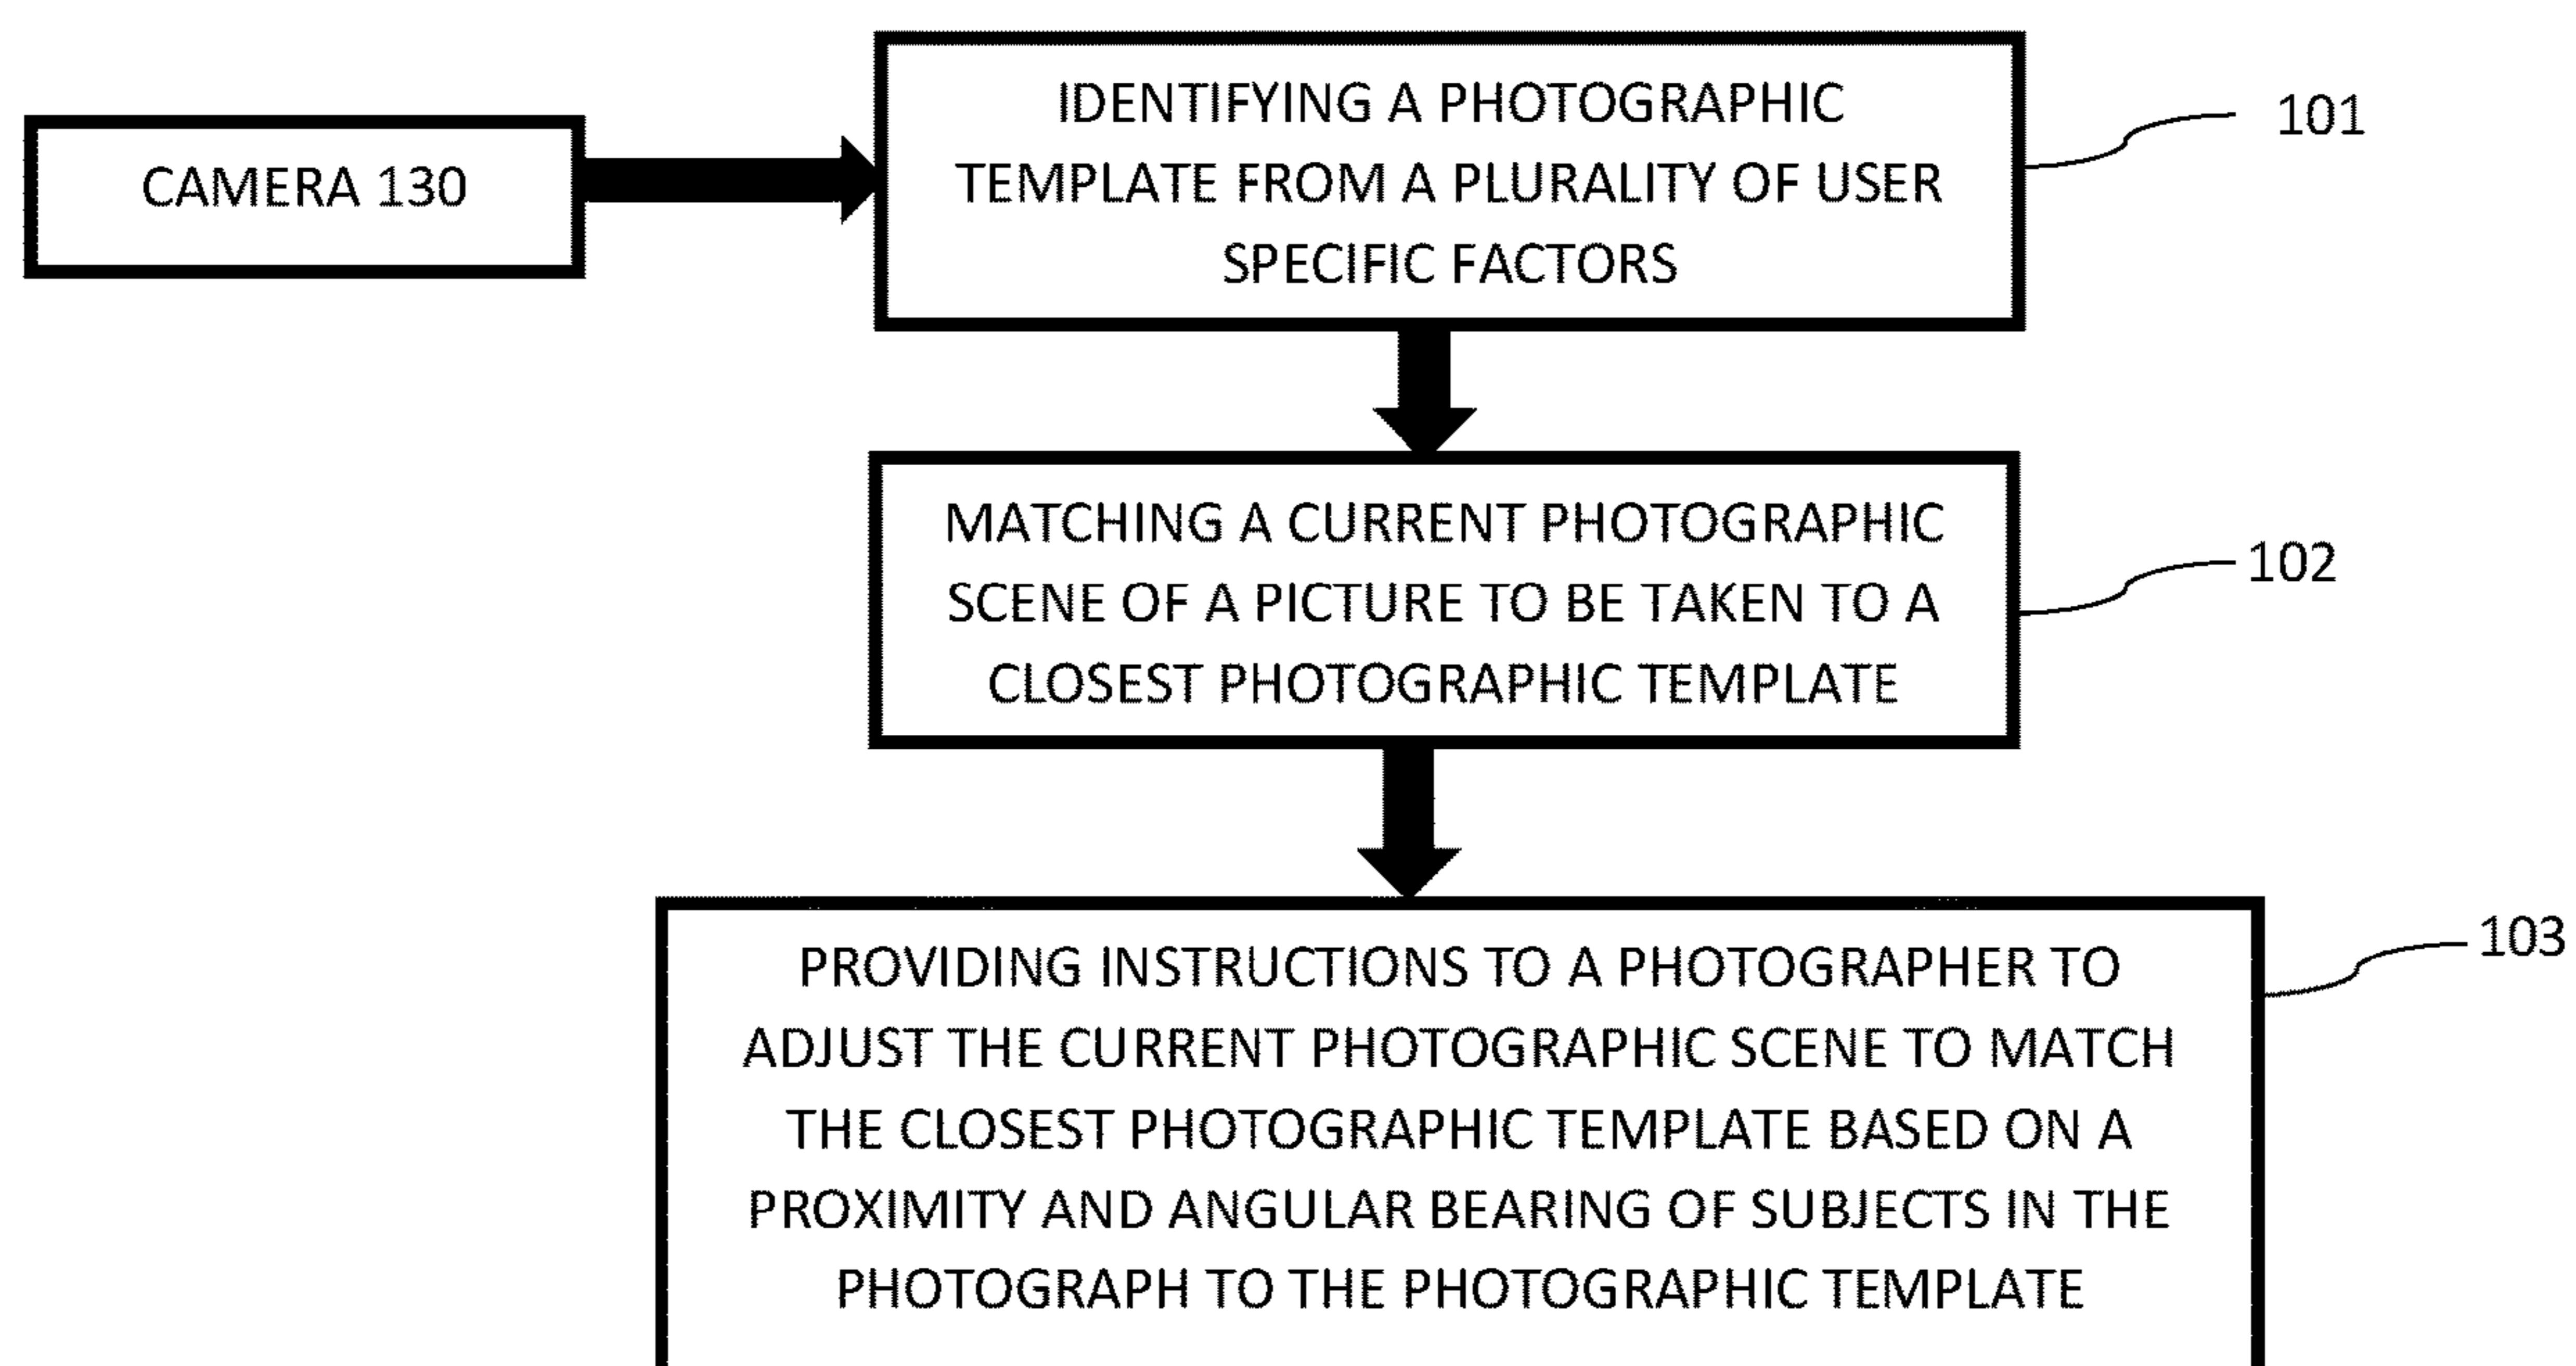 CAMERA 130
IDENTIFYING A PHOTOGRAPHIC
TEMPLATE FROM A PLURALITY OF USER
SPECIFIC FACTORS
101
MATCHING A CURRENT PHOTOGRAPHIC
SCENE OF A PICTURE TO BE TAKEN TO A
CLOSEST PHOTOGRAPHIC TEMPLATE
102
PROVIDING INSTRUCTIONS TO A PHOTOGRAPHER TO
ADJUST THE CURRENT PHOTOGRAPHIC SCENE TO MATCH
THE CLOSEST PHOTOGRAPHIC TEMPLATE BASED ON A
PROXIMITY AND ANGULAR BEARING OF SUBJECTS IN THE
PHOTOGRAPH TO THE PHOTOGRAPHIC TEMPLATE
103